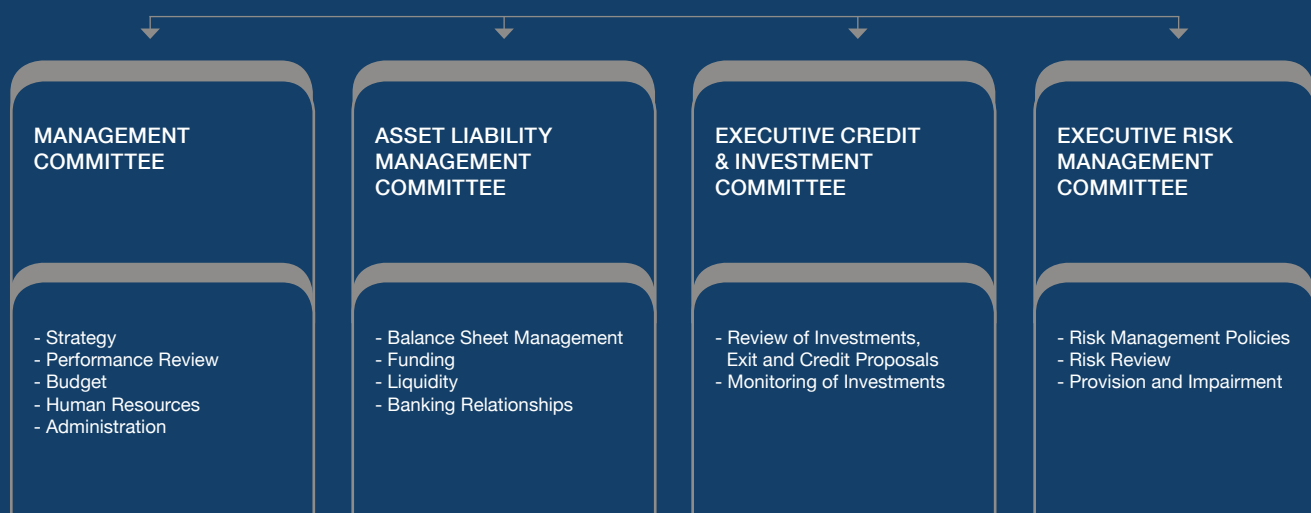 MANAGEMENT
COMMITTEE
- Strategy
- Performance Review
- Budget
- Human Resources
- Administration
ASSET LIABILITY
MANAGEMENT
COMMITTEE
- Balance Sheet Management
- Funding
- Liquidity
- Banking Relationships
EXECUTIVE CREDIT
& INVESTMENT
COMMITTEE
- Review of Investments,
Exit and Credit Proposals
- Monitoring of Investments
EXECUTIVE RISK
MANAGEMENT
COMMITTEE
- Risk Management Policies
- Risk Review
- Provision and Impairment